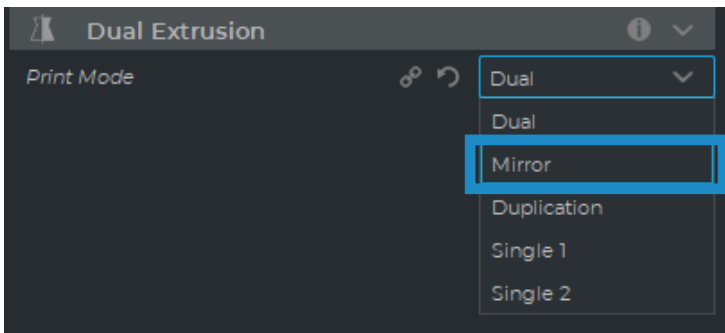 Dual Extrusion
Print Mode
Dual
Dual
Mirror
Duplication
Single 1
Single 2